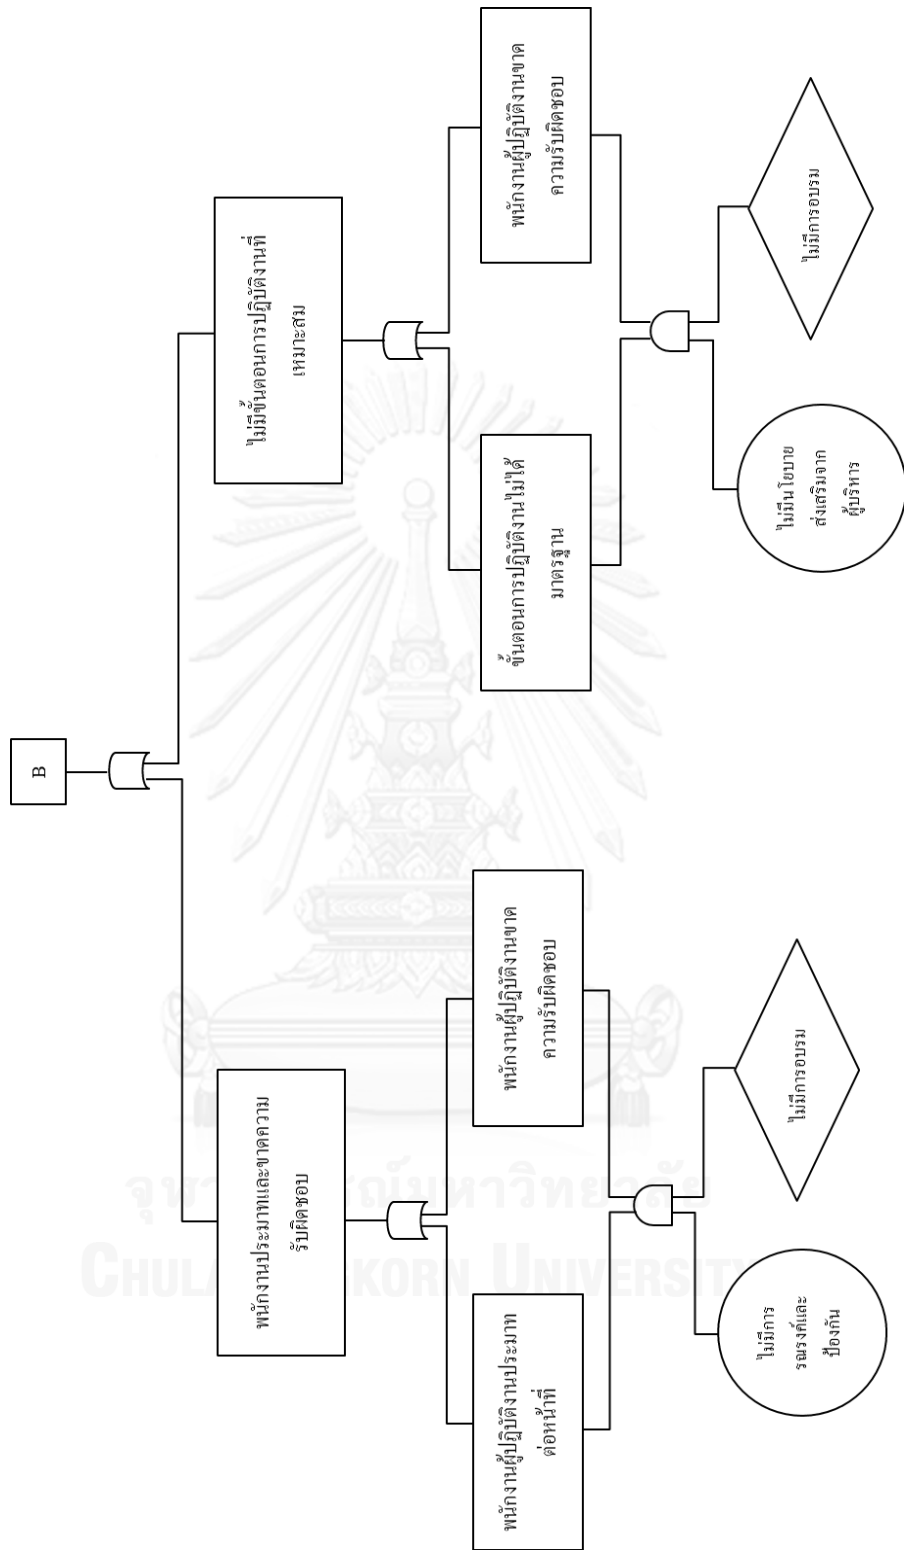 B
พนักงานประมาทและขาดความ
รับผิดชอบ
ไม่มีขั้นตอนการปฏิบัติงานที่
เหมาะสม
พนักงานผู้ปฏิบัติงานประมาท
ต่อหน้าที่
พนักงานผู้ปฏิบัติงานขาด
ความรับผิดชอบ
ขั้นตอนการปฏิบัติงานไม่ได้
มาตรฐาน
พนักงานผู้ปฏิบัติงานขาด
ความรับผิดชอบ
ไม่มีการ
รณรงค์และ
ป้องกัน
ไม่มีการอบรม
ไม่มีนโยบาย
ส่งเสริมจาก
ผู้บริหาร
ไม่มีการอบรม
CHULA KORN UNIVERSITY